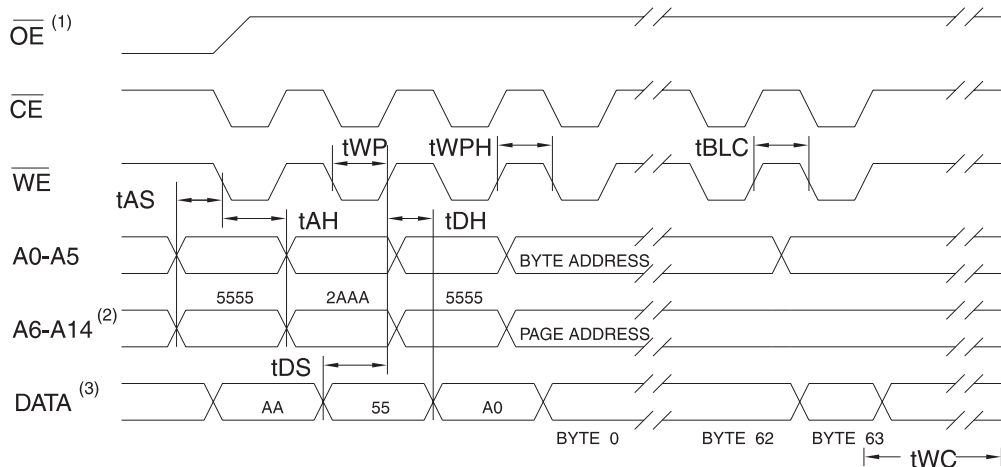 OE (1)
CE
tWP tWPH tBLC
WE
tAS
tAH tDH
A0-A5 BYTE ADDRESS
5555 2AAA 5555
A6-A14 (2) PAGE ADDRESS
tDS
DATA (3) AA 55 A0
BYTE 0 BYTE 62 BYTE 63
tWC